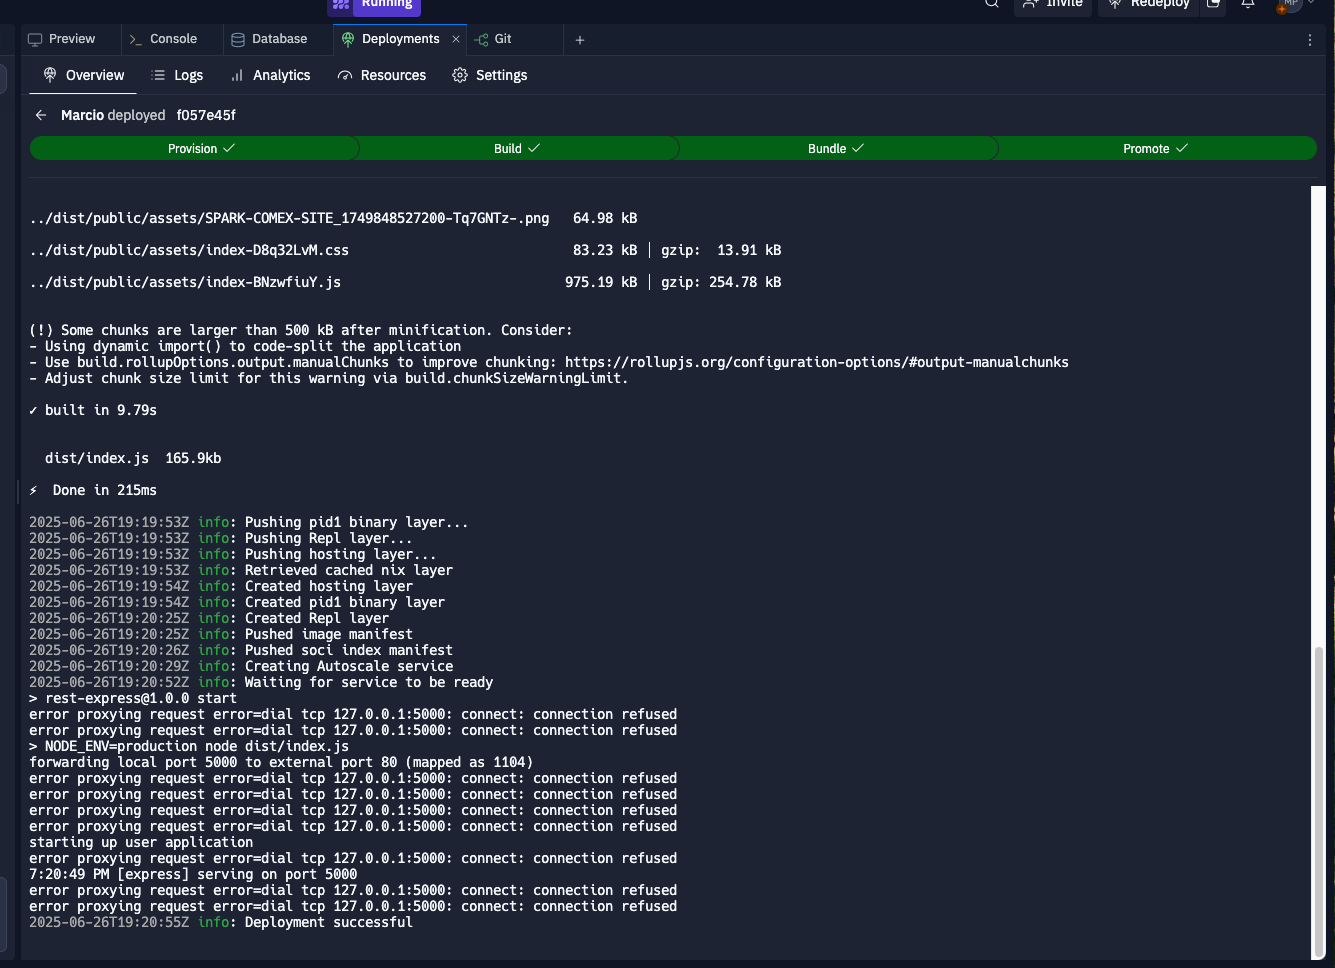 Running
Invite
Redeploy
MP
Preview
Console
Database
Deployments ×
Git
+
Overview
Logs
Analytics
Resources
Settings
← Marcio deployed f057e45f
Provision ✓
Build ✓
Bundle ✓
Promote ✓
../dist/public/assets/SPARK-COMEX-SITE_1749848527200-Tq7GNTz-.png   64.98 kB
../dist/public/assets/index-D8q32LvM.css                            83.23 kB │ gzip:  13.91 kB
../dist/public/assets/index-BNzwfiuY.js                            975.19 kB │ gzip: 254.78 kB
(!) Some chunks are larger than 500 kB after minification. Consider:
- Using dynamic import() to code-split the application
- Use build.rollupOptions.output.manualChunks to improve chunking: https://rollupjs.org/configuration-options/#output-manualchunks
- Adjust chunk size limit for this warning via build.chunkSizeWarningLimit.
✓ built in 9.79s
dist/index.js  165.9kb
⚡ Done in 215ms
2025-06-26T19:19:53Z info: Pushing pid1 binary layer...
2025-06-26T19:19:53Z info: Pushing Repl layer...
2025-06-26T19:19:53Z info: Pushing hosting layer...
2025-06-26T19:19:53Z info: Retrieved cached nix layer
2025-06-26T19:19:54Z info: Created hosting layer
2025-06-26T19:19:54Z info: Created pid1 binary layer
2025-06-26T19:20:25Z info: Created Repl layer
2025-06-26T19:20:25Z info: Pushed image manifest
2025-06-26T19:20:26Z info: Pushed soci index manifest
2025-06-26T19:20:29Z info: Creating Autoscale service
2025-06-26T19:20:52Z info: Waiting for service to be ready
> rest-express@1.0.0 start
error proxying request error=dial tcp 127.0.0.1:5000: connect: connection refused
error proxying request error=dial tcp 127.0.0.1:5000: connect: connection refused
> NODE_ENV=production node dist/index.js
forwarding local port 5000 to external port 80 (mapped as 1104)
error proxying request error=dial tcp 127.0.0.1:5000: connect: connection refused
error proxying request error=dial tcp 127.0.0.1:5000: connect: connection refused
error proxying request error=dial tcp 127.0.0.1:5000: connect: connection refused
error proxying request error=dial tcp 127.0.0.1:5000: connect: connection refused
starting up user application
error proxying request error=dial tcp 127.0.0.1:5000: connect: connection refused
7:20:49 PM [express] serving on port 5000
error proxying request error=dial tcp 127.0.0.1:5000: connect: connection refused
error proxying request error=dial tcp 127.0.0.1:5000: connect: connection refused
2025-06-26T19:20:55Z info: Deployment successful